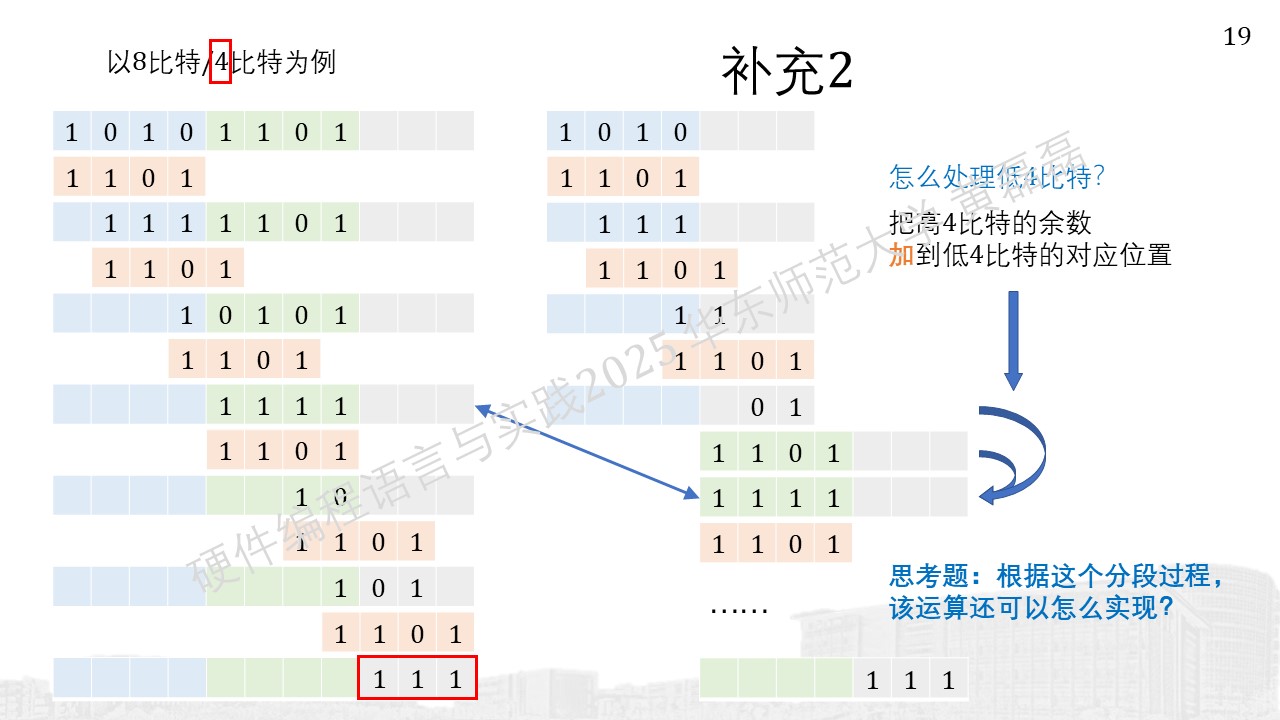 19
以8比特/4比特为例
补充2
1 0 1 0 1 1 0 1
1 1 0 1
1 1 1 1 1 0 1
1 1 0 1
1 0 1 0 1
1 1 0 1
1 1 1 1
1 1 0 1
1 0
1 1 0 1
1 0 1
1 1 0 1
1 1 1
1 0 1 0
1 1 0 1
1 1 1
1 1 0 1
1 1
1 1 0 1
0 1
1 1 0 1
1 1 1 1
1 1 0 1
……
1 1 1
怎么处理低4比特?
把高4比特的余数
加到低4比特的对应位置
思考题:根据这个分段过程,
该运算还可以怎么实现?
硬件编程语言与实践2025 华东师范大学 黄磊磊